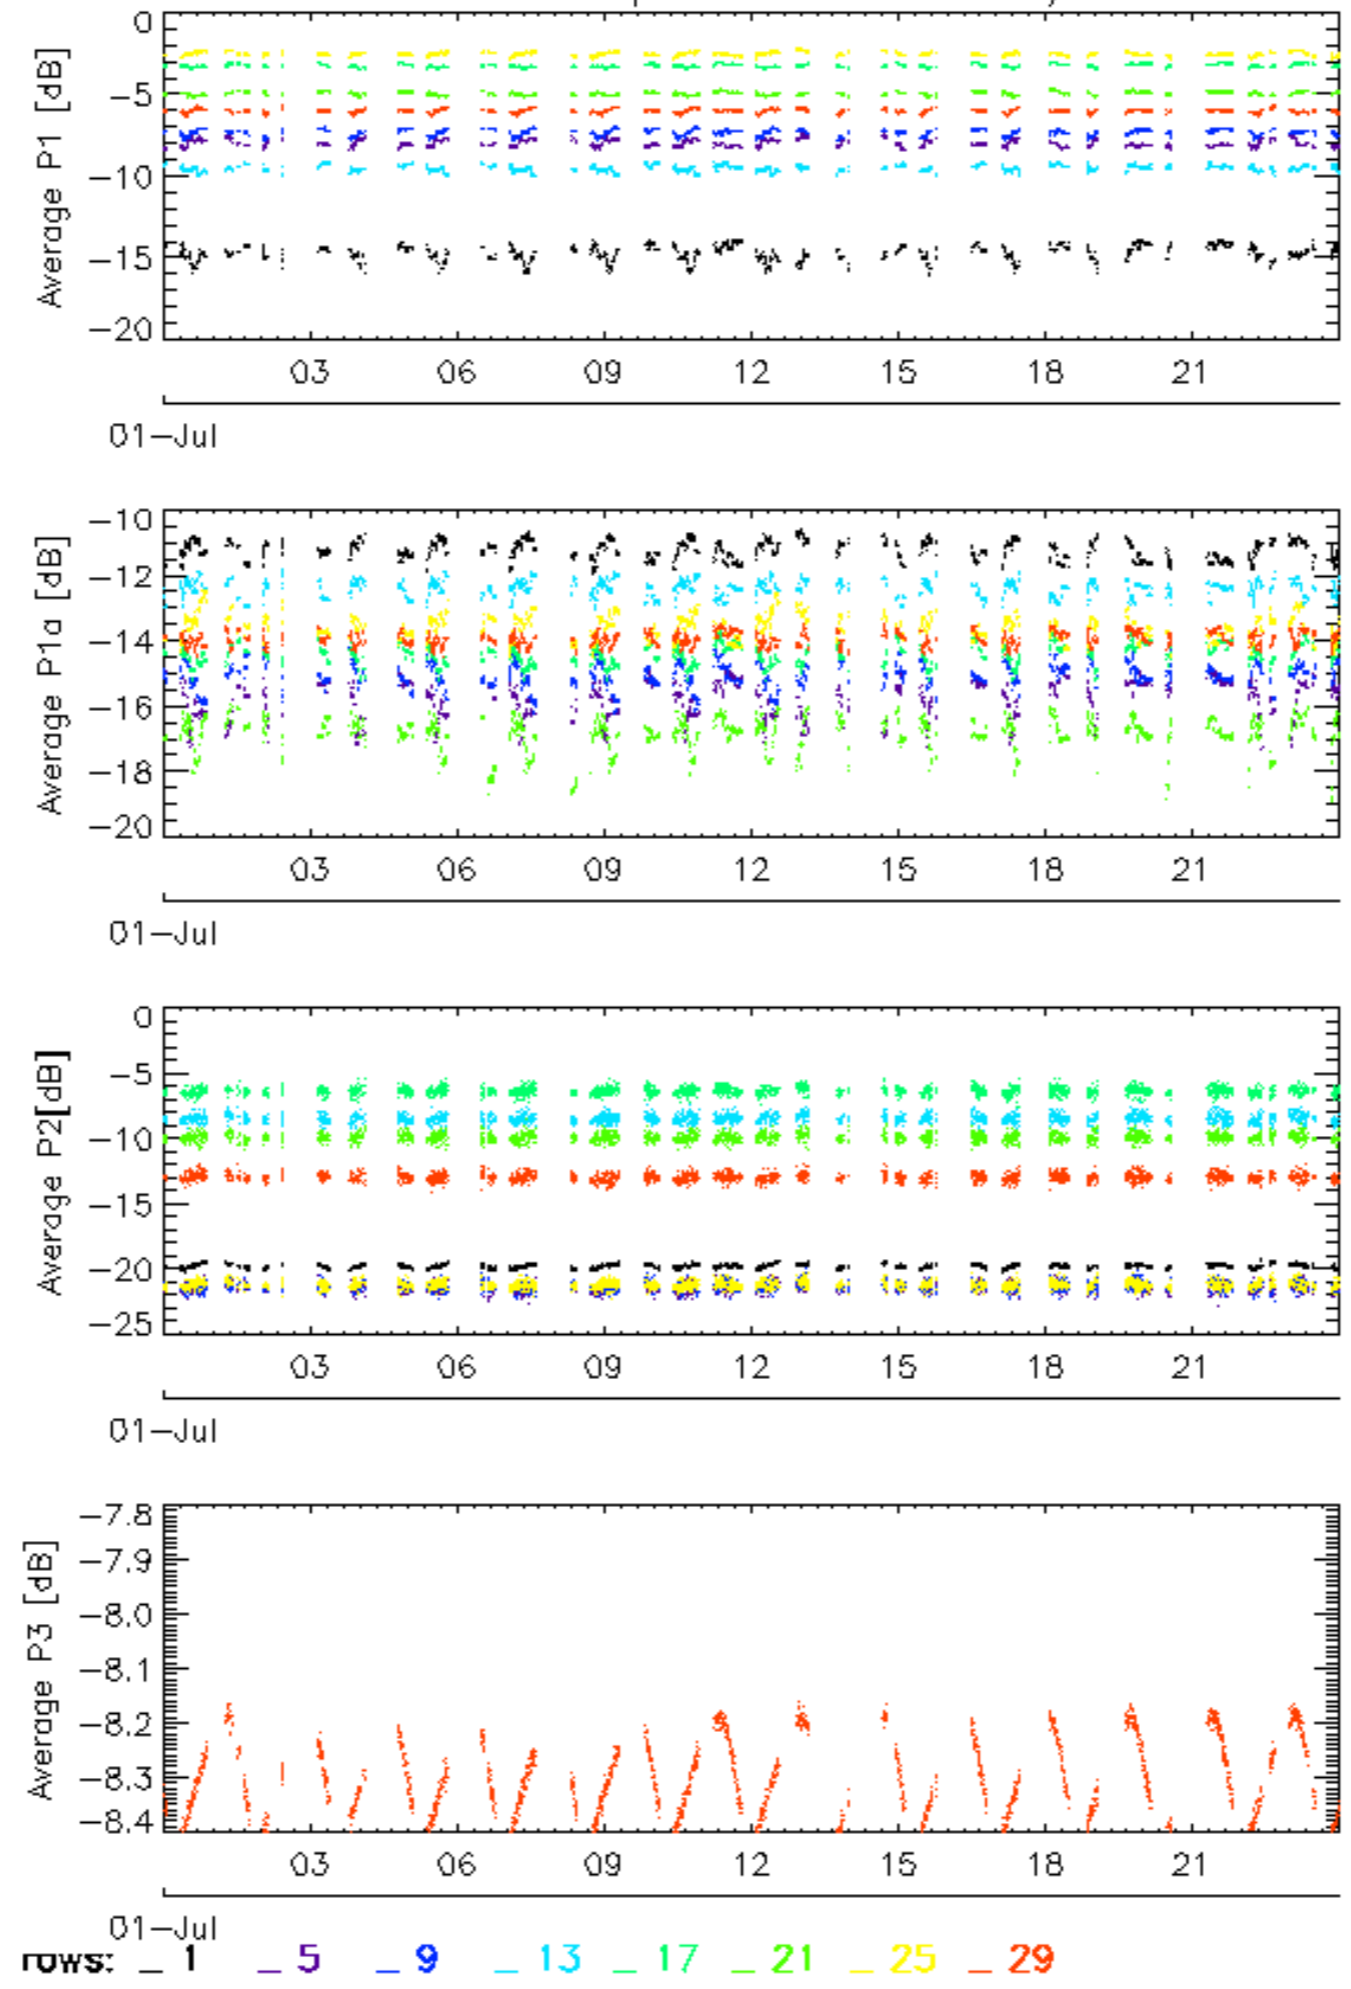 0
−5
−10
−15
−20
Average P1 [dB]
03 06 09 12 15 18 21
01−Jul
−10
−12
−14
−16
−18
−20
Average P1a [dB]
03 06 09 12 15 18 21
01−Jul
0
−5
−10
−15
−20
−25
Average P2[dB]
03 06 09 12 15 18 21
01−Jul
−7.8
−7.9
−8.0
−8.1
−8.2
−8.3
−8.4
Average P3 [dB]
03 06 09 12 15 18 21
01−Jul
rows: _ 1 _ 5 _ 9 _ 13 _ 17 _ 21 _ 25 _ 29